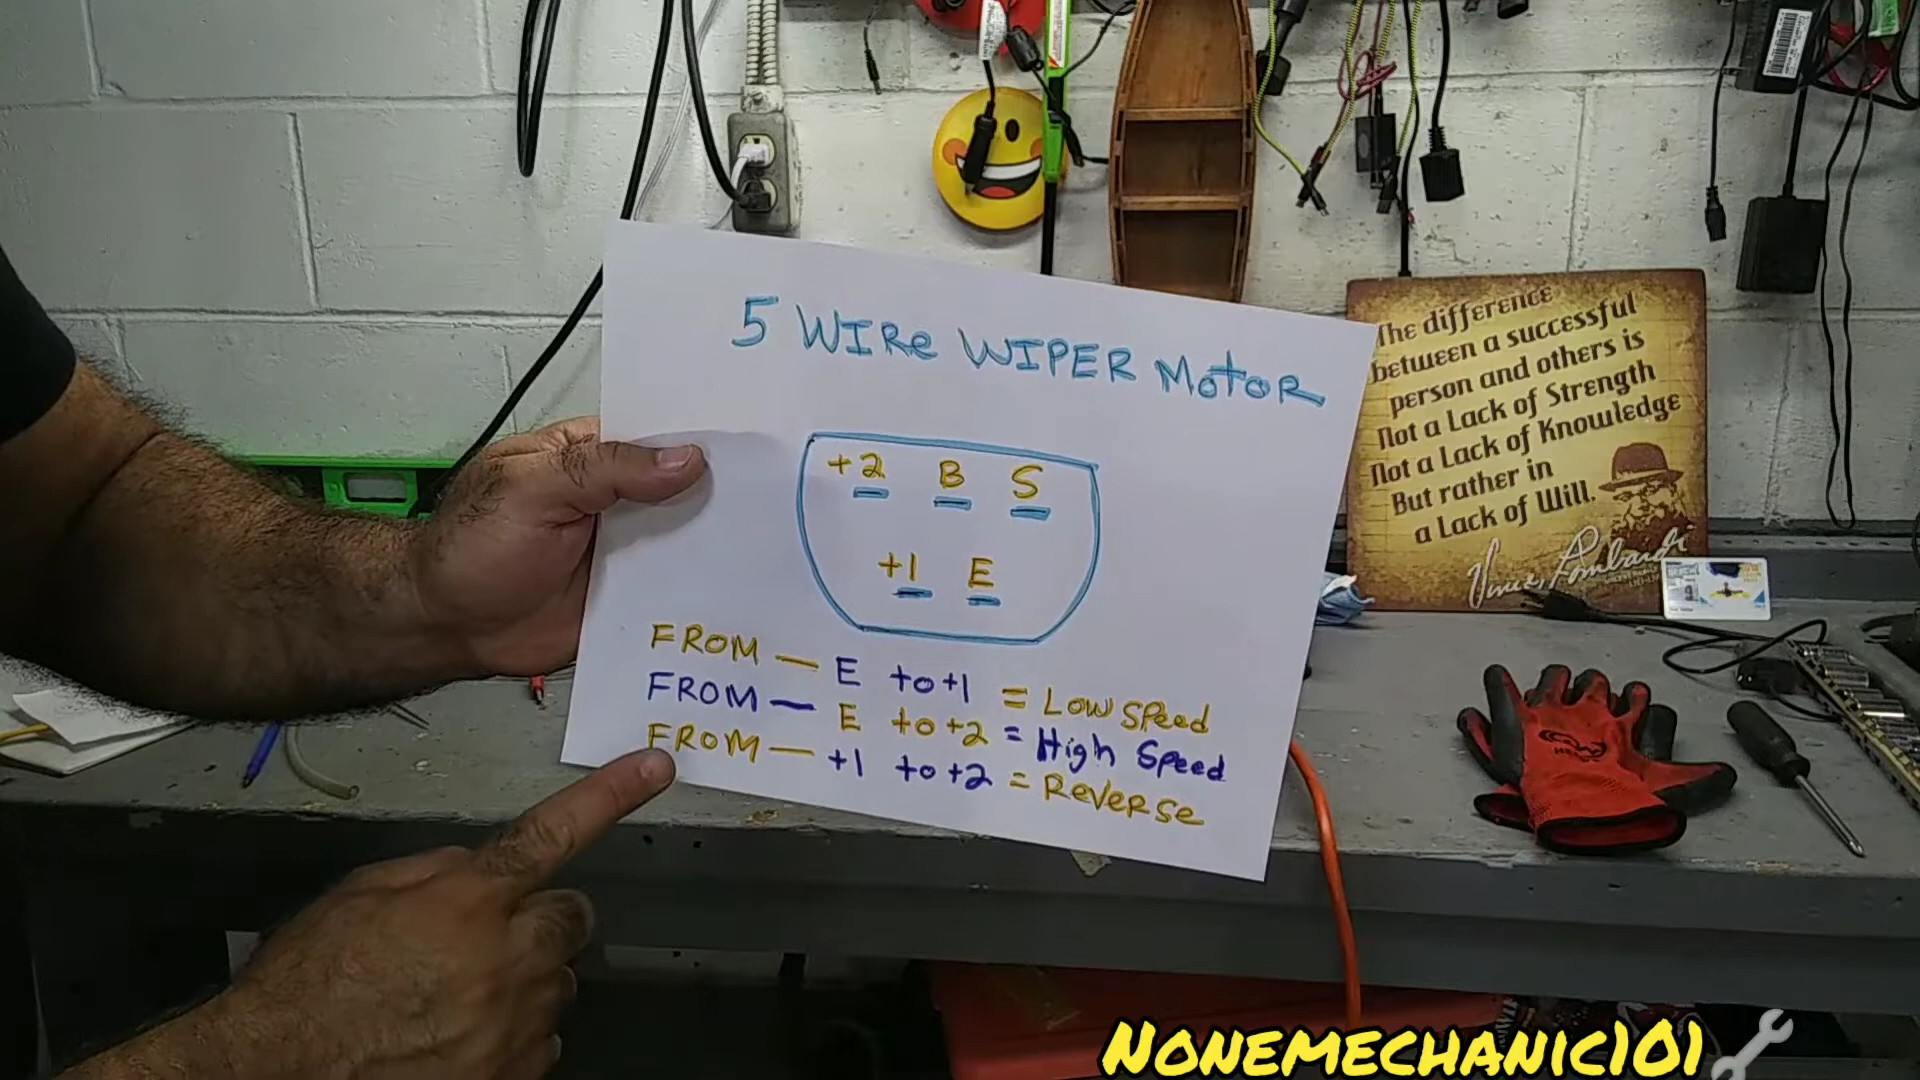 5 WIRe WIPER MotoR
+2 B S
+1 E
FROM — E to +1 = Low Speed
FROM — E to +2 = High Speed
FROM — +1 to +2 = ReveRse
The difference
between a successful
person and others is
Not a Lack of Strength
Not a Lack of Knowledge
But rather in
a Lack of Will.
Vince Lombardi
NONEMECHANIC101